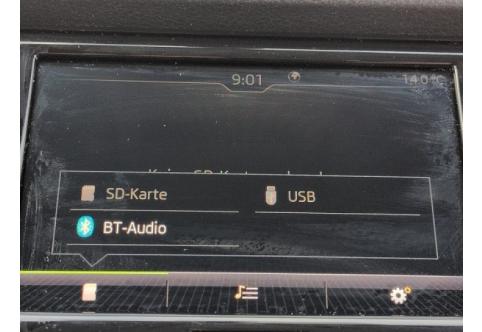 9:01
14.0°C
SD-Karte
USB
BT-Audio